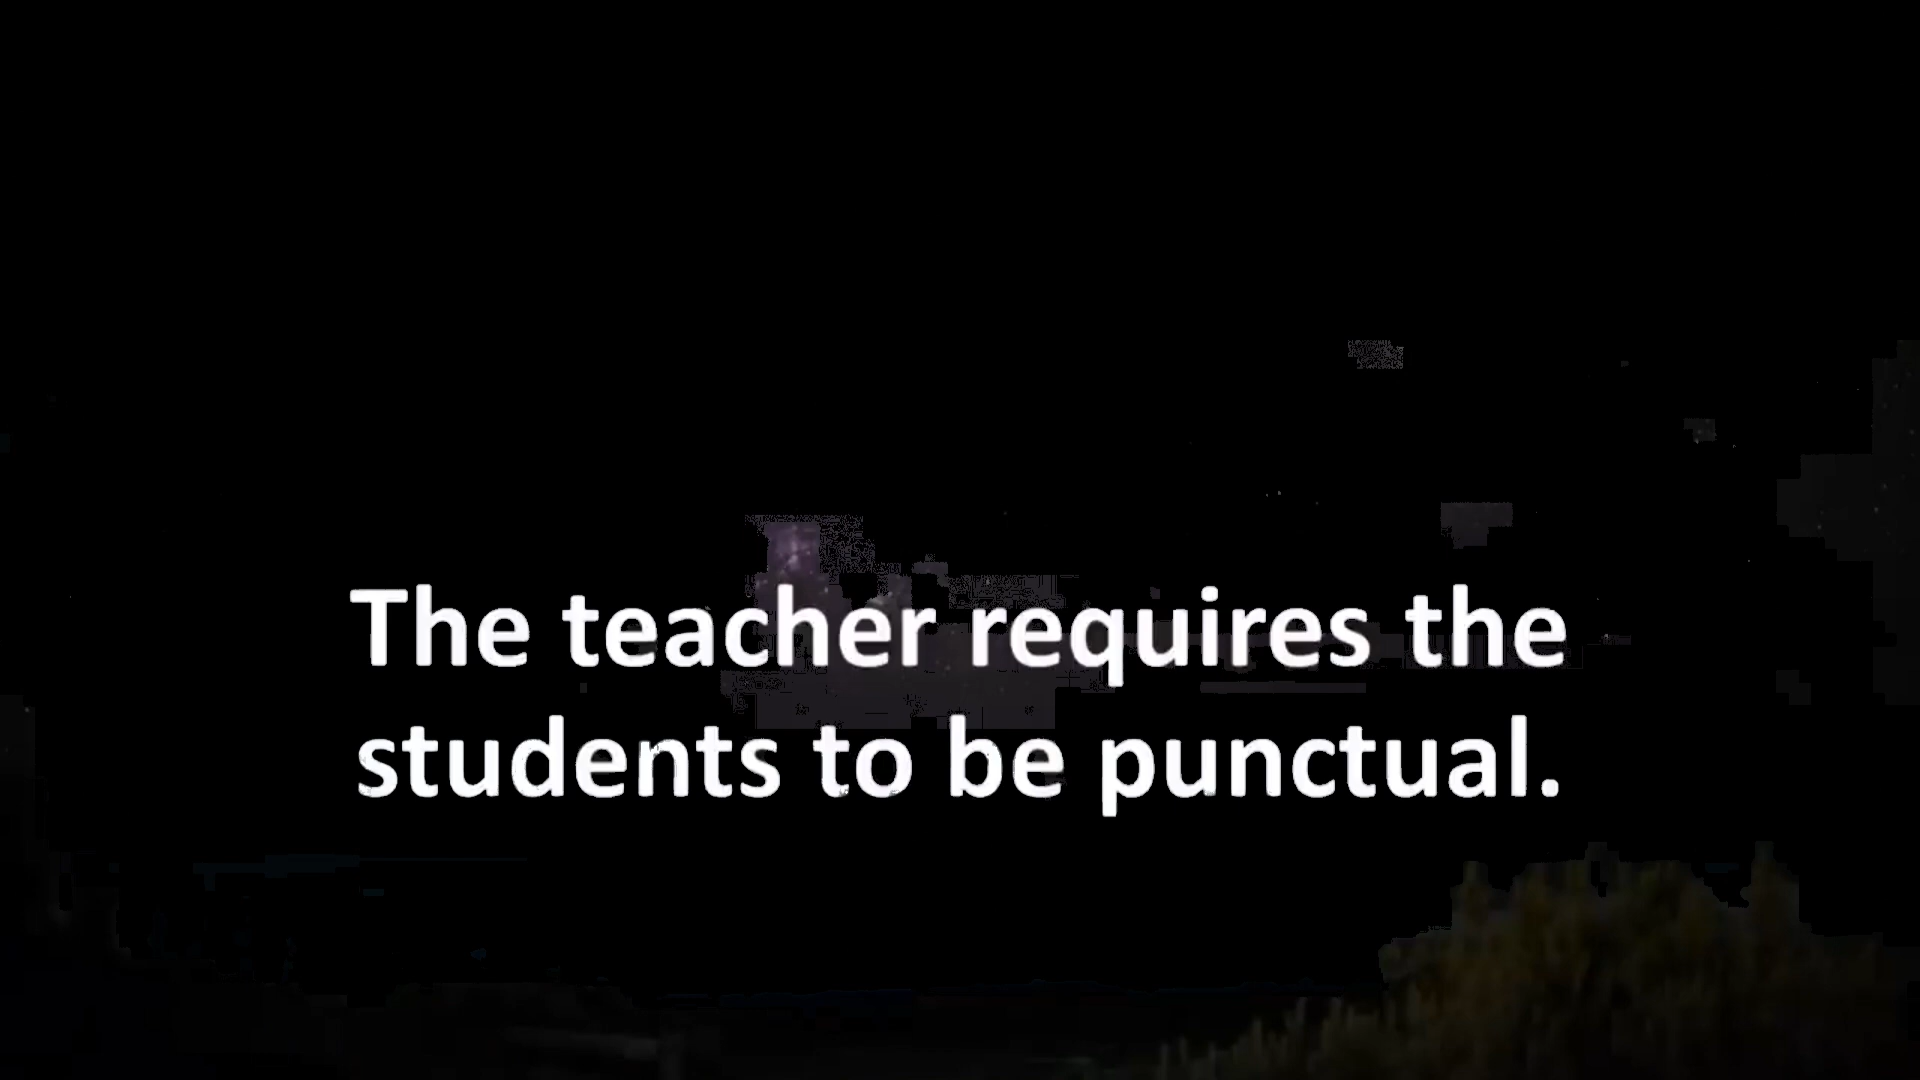 The teacher requires the
students to be punctual.